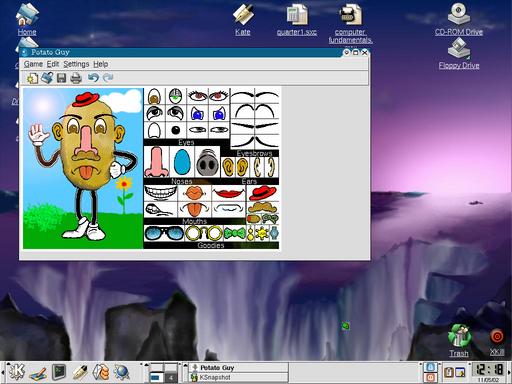 Home
Kate
quarter1.sxc
computer
fundamentals.
CD-ROM Drive
Floppy Drive
Potato Guy
Game Edit Settings Help
Eyes
Eyebrows
Noses
Ears
Mouths
Goodies
Trash
XKill
4
Potato Guy
KSnapshot
12:18
11/05/02